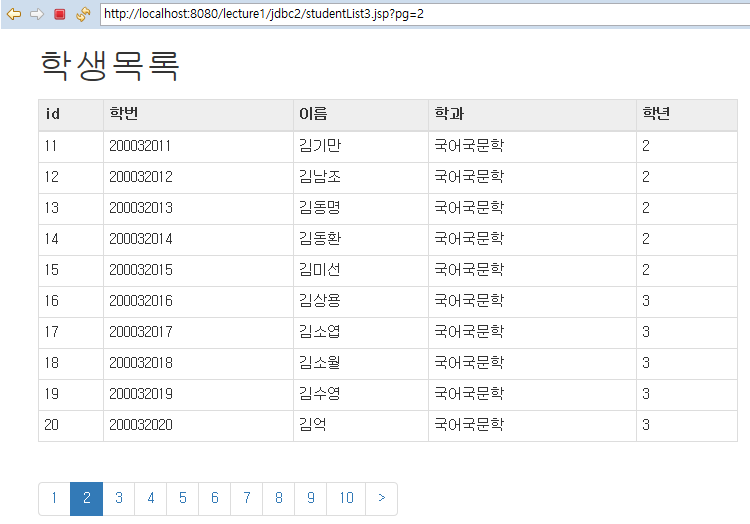 http://localhost:8080/lecture1/jdbc2/studentList3.jsp?pg=2
학생목록
id 학번 이름 학과 학년
11 200032011 김기만 국어국문학 2
12 200032012 김남조 국어국문학 2
13 200032013 김동명 국어국문학 2
14 200032014 김동환 국어국문학 2
15 200032015 김미선 국어국문학 2
16 200032016 김상용 국어국문학 3
17 200032017 김소엽 국어국문학 3
18 200032018 김소월 국어국문학 3
19 200032019 김수영 국어국문학 3
20 200032020 김억 국어국문학 3
1 2 3 4 5 6 7 8 9 10 >